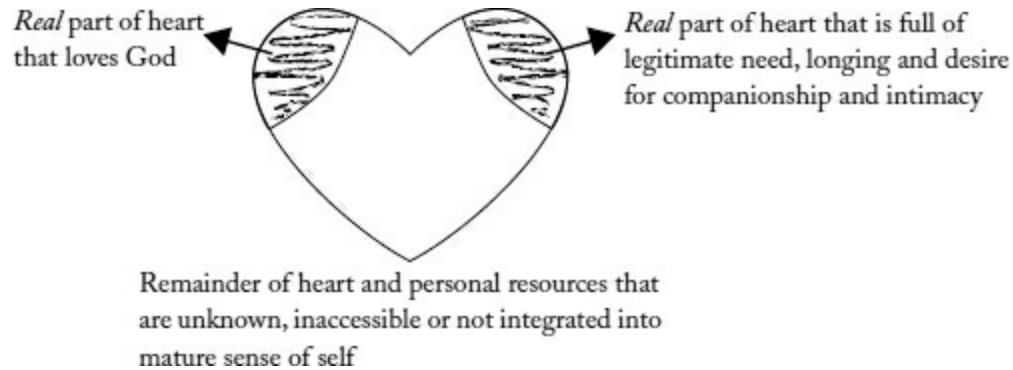 Real part of heart
that loves God
Real part of heart that is full of
legitimate need, longing and desire
for companionship and intimacy
Remainder of heart and personal resources that
are unknown, inaccessible or not integrated into
mature sense of self